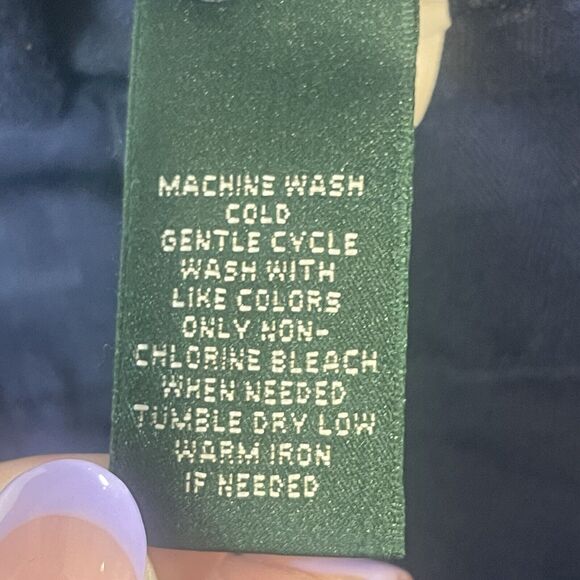 MACHINE WASH
COLD
GENTLE CYCLE
WASH WITH
LIKE COLORS
ONLY NON-
CHLORINE BLEACH
WHEN NEEDED
TUMBLE DRY LOW
WARM IRON
IF NEEDED